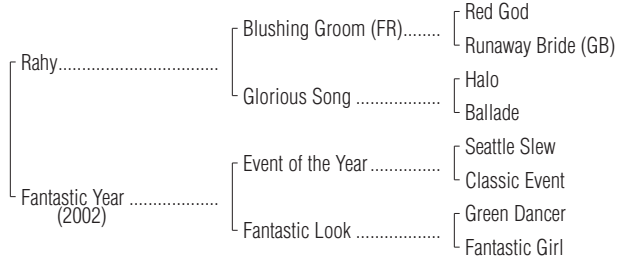 Red God
Blushing Groom (FR)........
Runaway Bride (GB)
Rahy.................................
Halo
Glorious Song .................
Ballade
Seattle Slew
Event of the Year..............
Classic Event
Fantastic Year ..................
(2002)
Green Dancer
Fantastic Look .................
Fantastic Girl